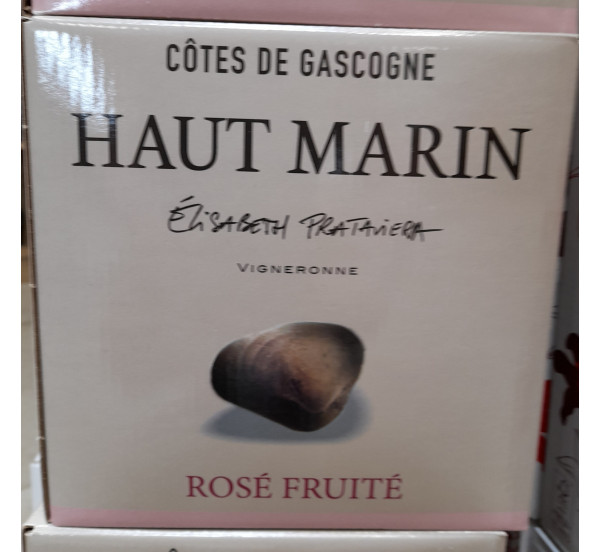 CÔTES DE GASCOGNE
HAUT MARIN
ÉLISABETH PRATAVIERA
VIGNERONNE
ROSÉ FRUITÉ